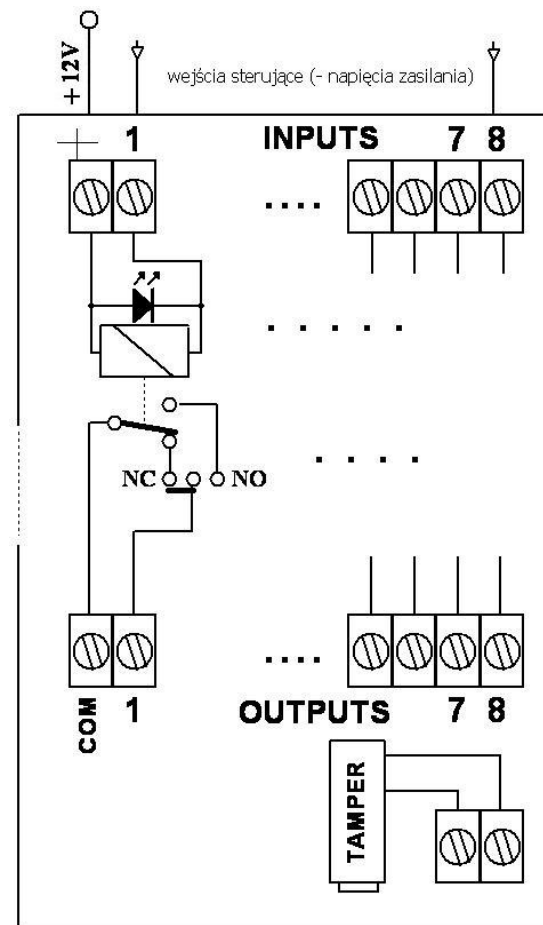 +12V
wejścia sterujące (- napięcia zasilania)
1 INPUTS 7 8
NC NO
COM 1 OUTPUTS 7 8
TAMPER